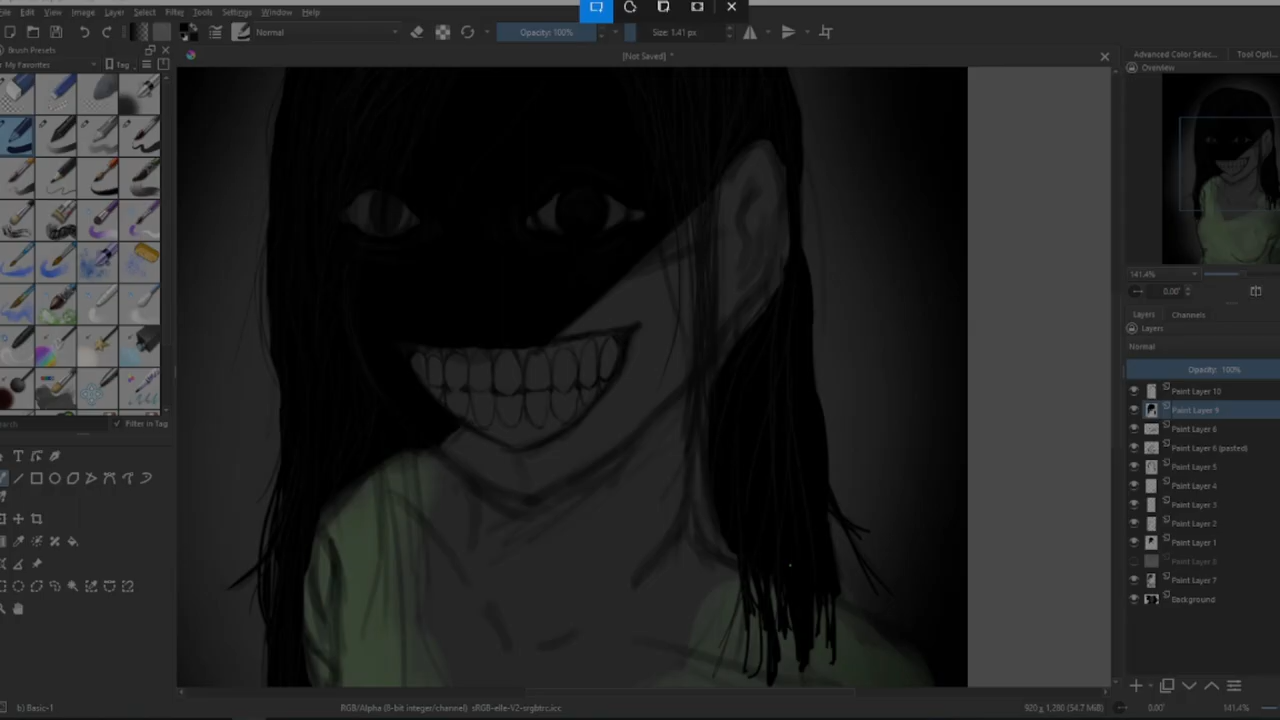 File Edit View Image Layer Select Filter Tools Settings Window Help
Normal
Opacity: 100%
Size: 1.41 px
Brush Presets
[Not Saved] *
Advanced Color Selec... Tool Opti...
My Favorites
Tag
Overview
141.4%
0.00°
Layers Channels
Layers
Normal
Opacity: 100%
Paint Layer 10
Paint Layer 9
Paint Layer 6
Paint Layer 6 (pasted)
Paint Layer 5
Paint Layer 4
Paint Layer 3
Paint Layer 2
Paint Layer 1
Paint Layer 8
Paint Layer 7
Background
Filter in Tag
b) Basic-1
RGB/Alpha (8-bit integer/channel) sRGB-elle-V2-srgbtrc.icc
920 x 1,280 (54.7 MiB)
0.00°
141.4%